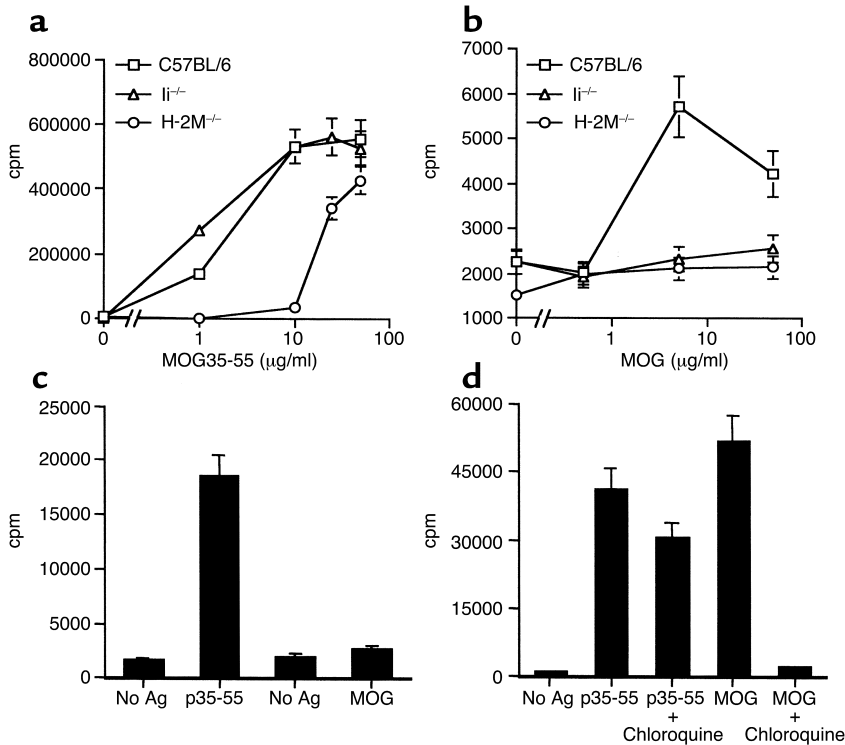 a
800000
600000
400000
200000
0
cpm
C57BL/6
Ii–/–
H-2M–/–
0 1 10 100
MOG35-55 (μg/ml)
b
7000
6000
5000
4000
3000
2000
1000
cpm
C57BL/6
Ii–/–
H-2M–/–
0 1 10 100
MOG (μg/ml)
c
25000
20000
15000
10000
5000
0
cpm
No Ag p35-55 No Ag MOG
d
60000
45000
30000
15000
0
cpm
No Ag p35-55 p35-55 MOG MOG
+ +
Chloroquine Chloroquine